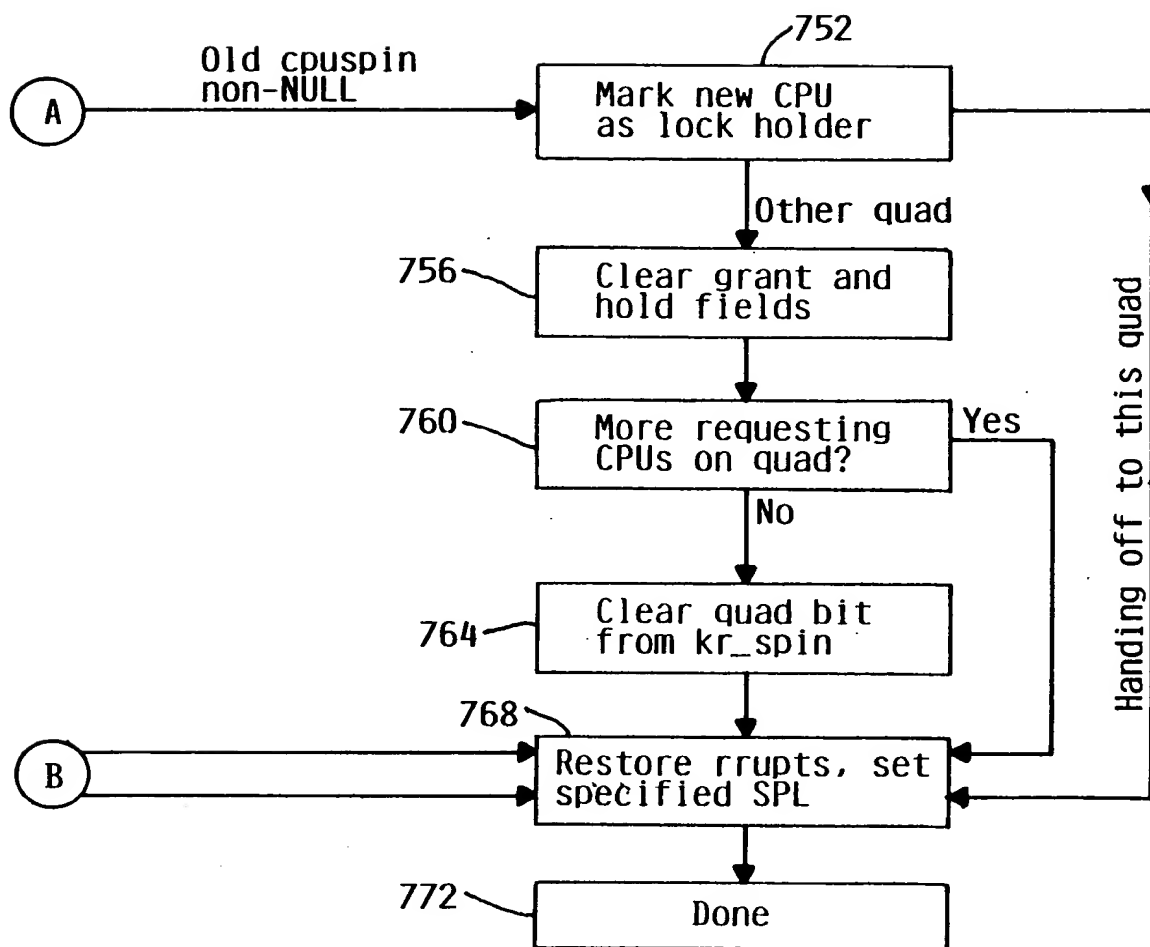 752
Old cpuspin
non-NULL
A
Mark new CPU
as lock holder
Other quad
756
Clear grant and
hold fields
760
More requesting
CPUs on quad?
Yes
No
Handing off to this quad
764
Clear quad bit
from kr_spin
768
B
Restore rrupts, set
specified SPL
772
Done